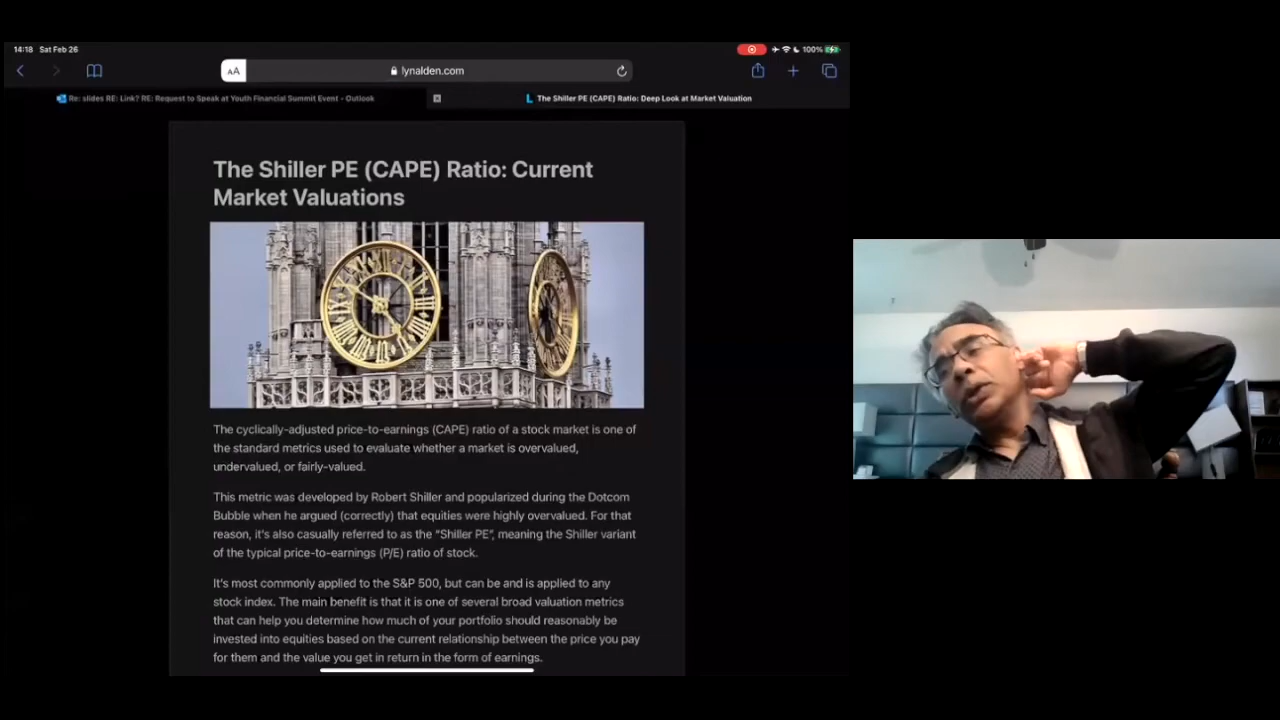 14:18 Sat Feb 26
100%
AA
lynalden.com
Re: slides RE: Link? RE: Request to Speak at Youth Financial Summit Event - Outlook
L The Shiller PE (CAPE) Ratio: Deep Look at Market Valuation
The Shiller PE (CAPE) Ratio: Current
Market Valuations
The cyclically-adjusted price-to-earnings (CAPE) ratio of a stock market is one of
the standard metrics used to evaluate whether a market is overvalued,
undervalued, or fairly-valued.
This metric was developed by Robert Shiller and popularized during the Dotcom
Bubble when he argued (correctly) that equities were highly overvalued. For that
reason, it's also casually referred to as the “Shiller PE”, meaning the Shiller variant
of the typical price-to-earnings (P/E) ratio of stock.
It's most commonly applied to the S&P 500, but can be and is applied to any
stock index. The main benefit is that it is one of several broad valuation metrics
that can help you determine how much of your portfolio should reasonably be
invested into equities based on the current relationship between the price you pay
for them and the value you get in return in the form of earnings.